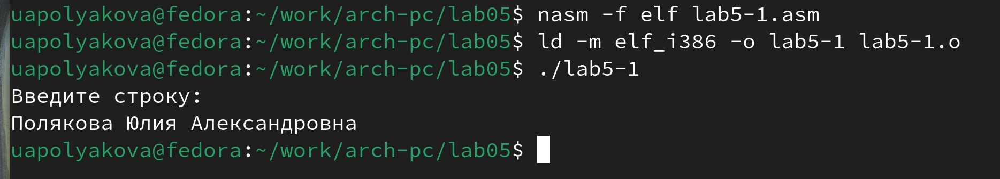 uapolyakova@fedora:~/work/arch-pc/lab05$ nasm -f elf lab5-1.asm
uapolyakova@fedora:~/work/arch-pc/lab05$ ld -m elf_i386 -o lab5-1 lab5-1.o
uapolyakova@fedora:~/work/arch-pc/lab05$ ./lab5-1
Введите строку:
Полякова Юлия Александровна
uapolyakova@fedora:~/work/arch-pc/lab05$